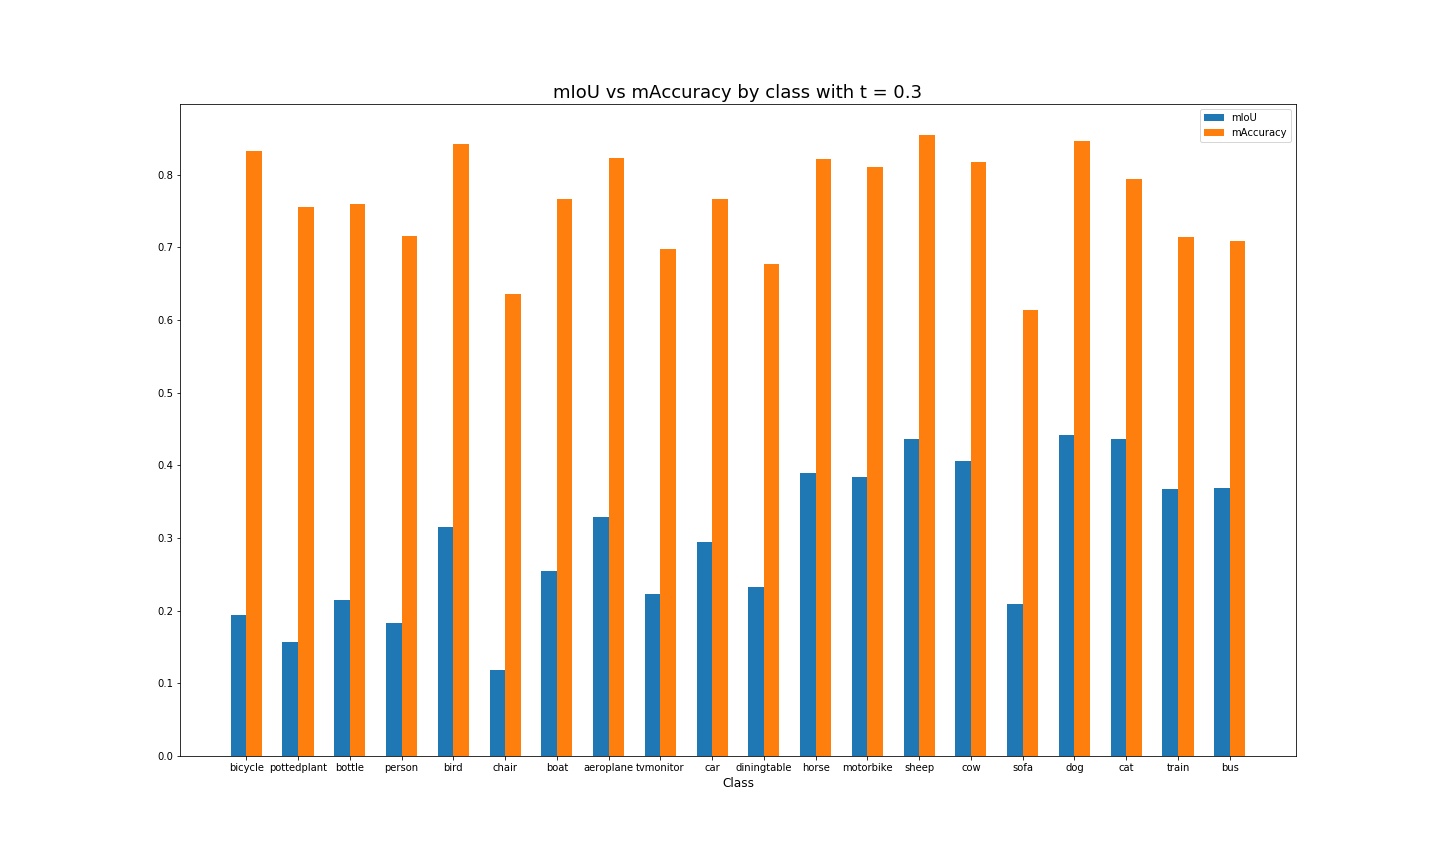 mIoU vs mAccuracy by class with t = 0.3
mIoU
mAccuracy
0.8
0.7
0.6
0.5
0.4
0.3
0.2
0.1
0.0
bicycle pottedplant bottle person bird chair boat aeroplane tvmonitor car diningtable horse motorbike sheep cow sofa dog cat train bus
Class